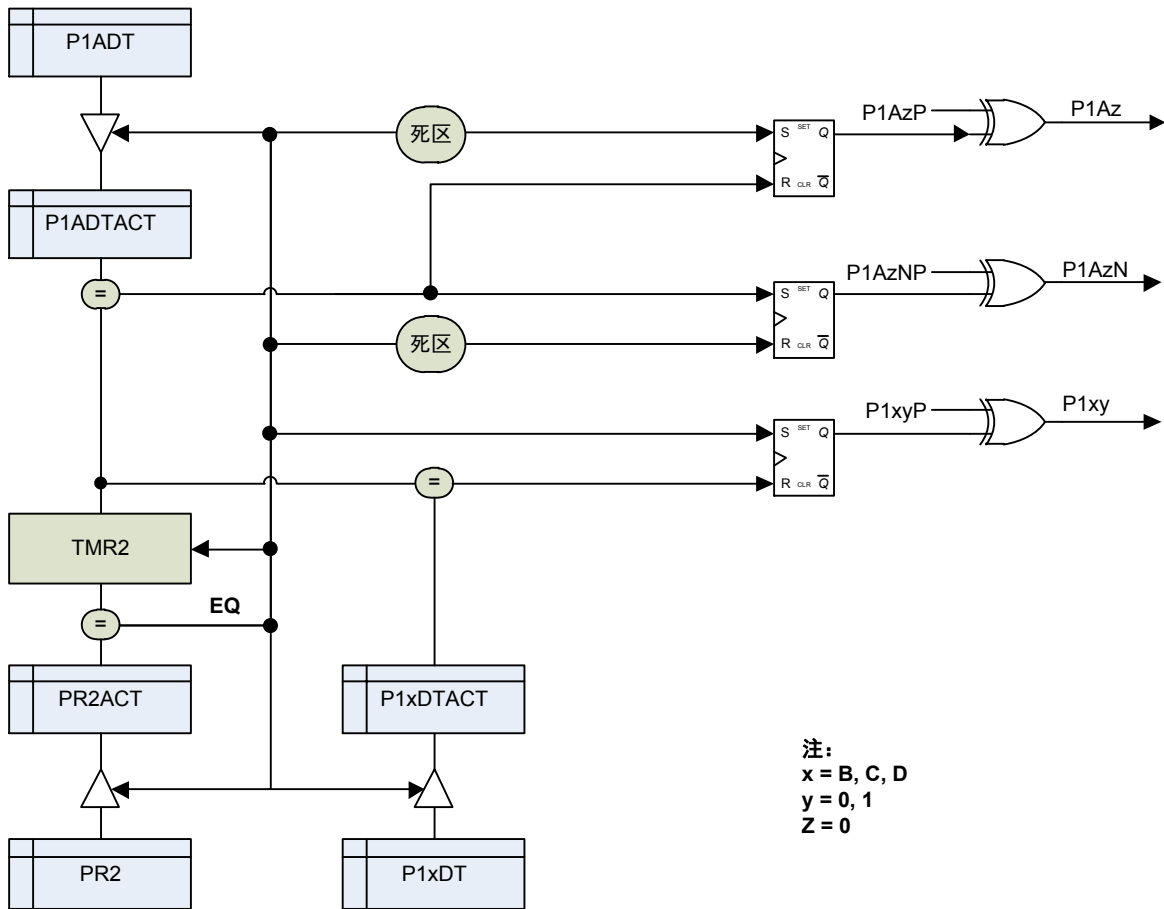 P1ADT
P1AzP
P1Az
死区
S SET Q
R CLR Q
P1ADTACT
P1AzNP
P1AzN
=
S SET Q
死区
R CLR Q
P1xyP
P1xy
S SET Q
=
R CLR Q
TMR2
EQ
=
PR2ACT
P1xDTACT
注:
x = B, C, D
y = 0, 1
Z = 0
PR2
P1xDT